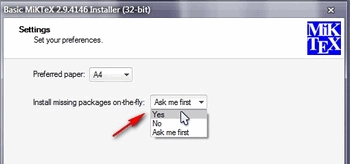 Basic MiKTeX 2.9.4146 Installer (32-bit)
Settings
Set your preferences.
MiK
TEX
Preferred paper: A4
Install missing packages on-the-fly: Ask me first
Yes
No
Ask me first